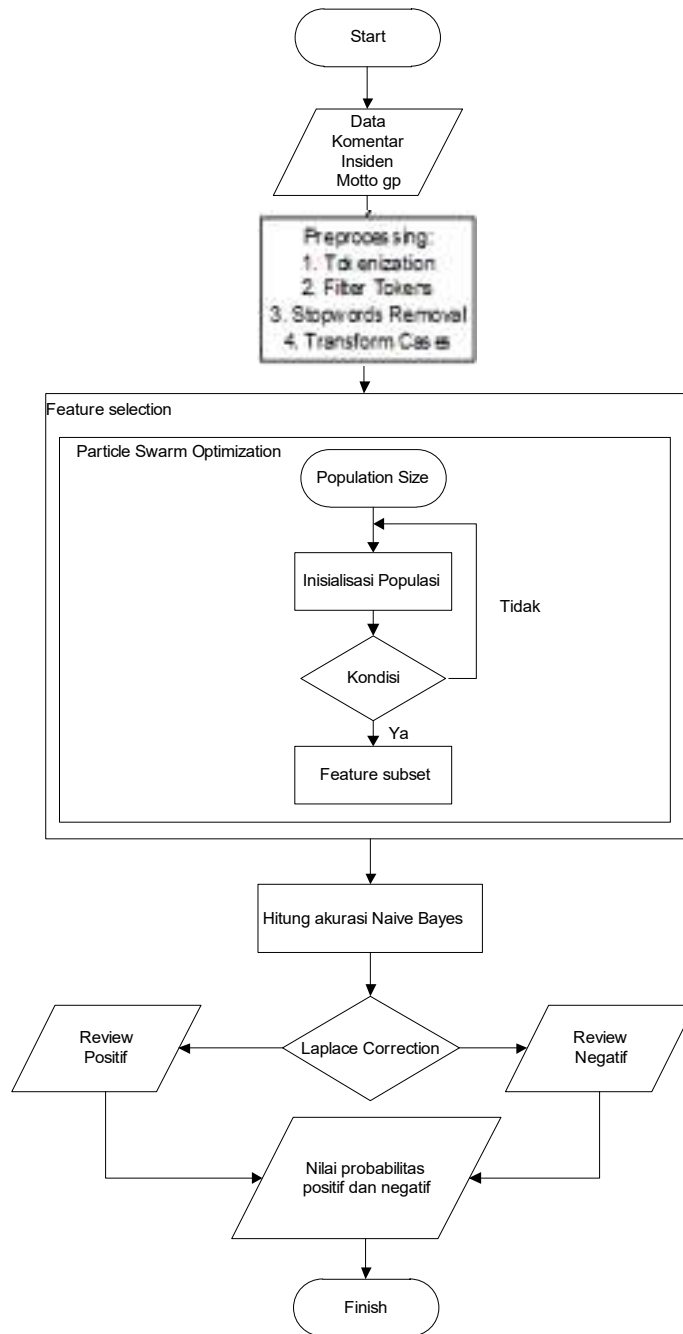 Start
Data
Komentar
Insiden
Motto gp
Preprocessing:
1. Tokenization
2. Filter Tokens
3. Stopwords Removal
4. Transform Cases
Feature selection
Particle Swarm Optimization
Population Size
Inisialisasi Populasi
Tidak
Kondisi
Ya
Feature subset
Hitung akurasi Naive Bayes
Review
Positif
Laplace Correction
Review
Negatif
Nilai probabilitas
positif dan negatif
Finish